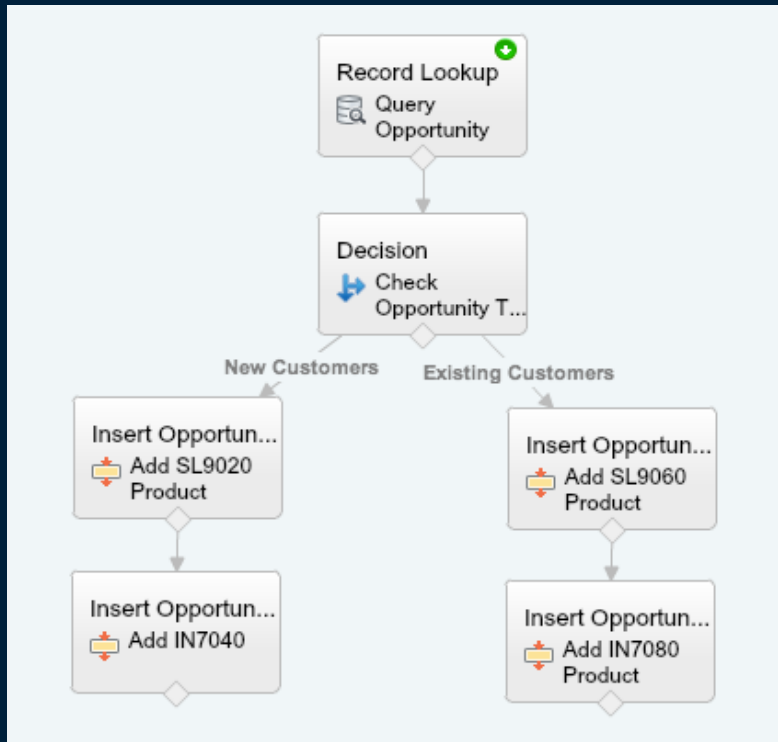 Record Lookup
Query
Opportunity
Decision
Check
Opportunity T...
New Customers
Existing Customers
Insert Opportun...
Add SL9020
Product
Insert Opportun...
Add SL9060
Product
Insert Opportun...
Add IN7040
Insert Opportun...
Add IN7080
Product